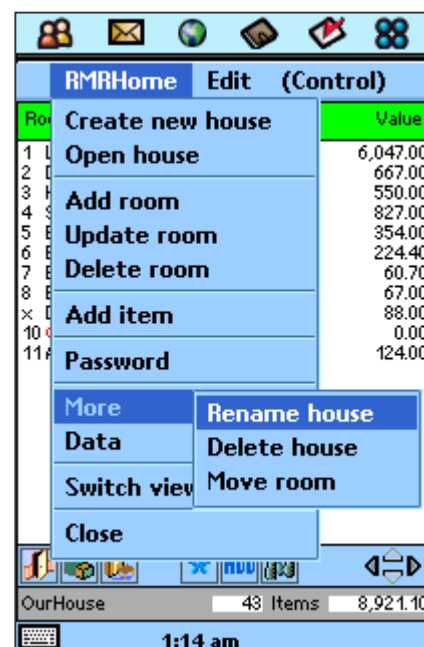 RMRHome Edit (Control)
Value
Create new house
1 6,047.00
Open house
2 667.00
3 550.00
Add room
4 827.00
5 354.00
Update room
6 224.40
Delete room
7 60.70
8 67.00
Add item
x 88.00
10 0.00
11 124.00
Password
More
Rename house
Data
Delete house
Switch view
Move room
Close
OurHouse 43 Items 8,921.10
1:14 am